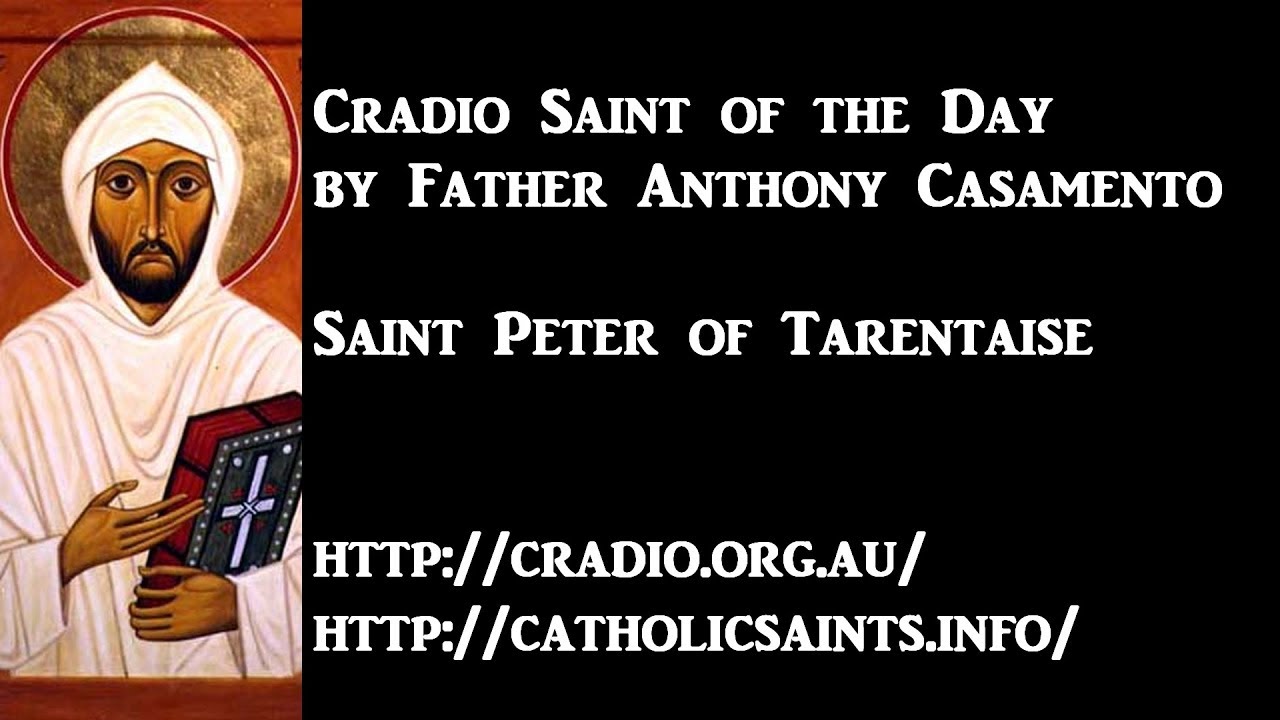 Cradio Saint of the Day
by Father Anthony Casamento
Saint Peter of Tarentaise
http://cradio.org.au/
http://catholicsaints.info/